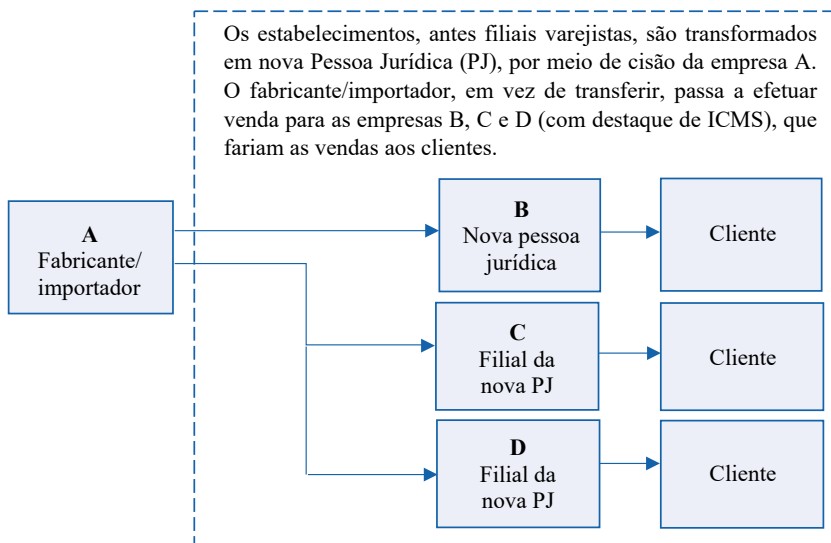 Os estabelecimentos, antes filiais varejistas, são transformados
em nova Pessoa Jurídica (PJ), por meio de cisão da empresa A.
O fabricante/importador, em vez de transferir, passa a efetuar
venda para as empresas B, C e D (com destaque de ICMS), que
fariam as vendas aos clientes.
A
Fabricante/
importador
B
Nova pessoa
jurídica
Cliente
C
Filial da
nova PJ
Cliente
D
Filial da
nova PJ
Cliente